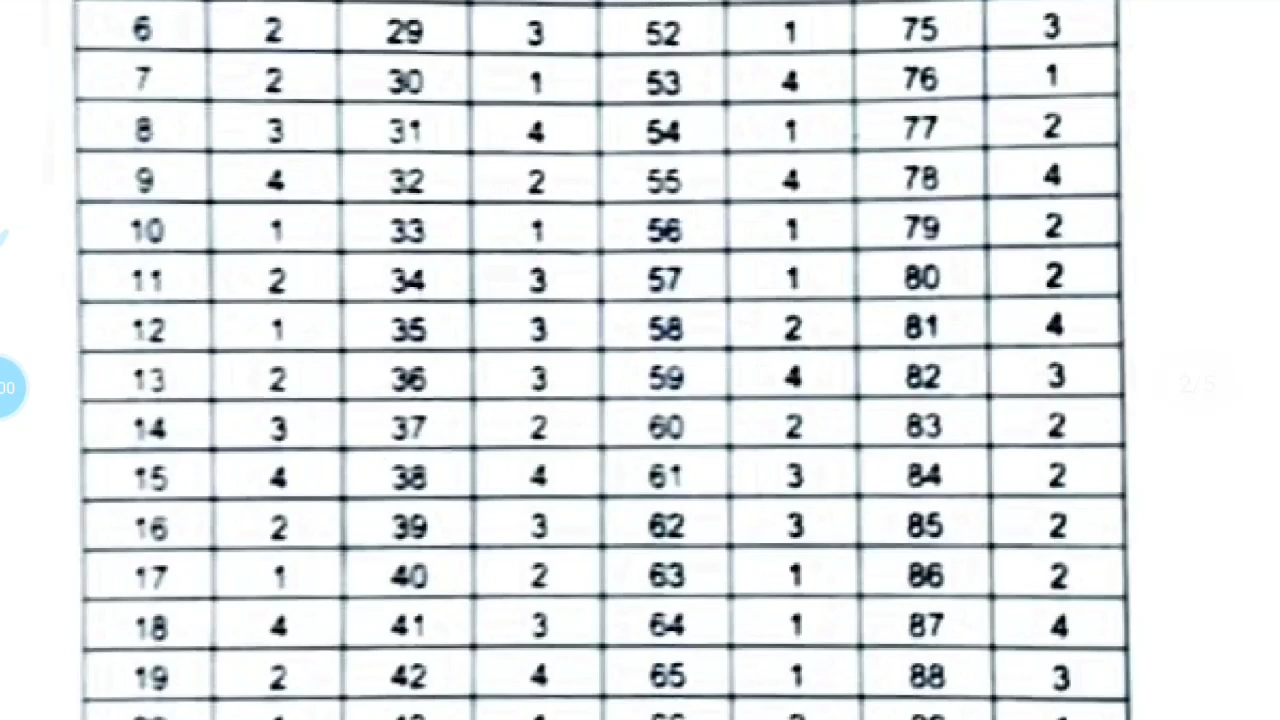 6 2 29 3 52 1 75 3
7 2 30 1 53 4 76 1
8 3 31 4 54 1 77 2
9 4 32 2 55 4 78 4
10 1 33 1 56 1 79 2
11 2 34 3 57 1 80 2
12 1 35 3 58 2 81 4
13 2 36 3 59 4 82 3
14 3 37 2 60 2 83 2
15 4 38 4 61 3 84 2
16 2 39 3 62 3 85 2
17 1 40 2 63 1 86 2
18 4 41 3 64 1 87 4
19 2 42 4 65 1 88 3
00
2/5